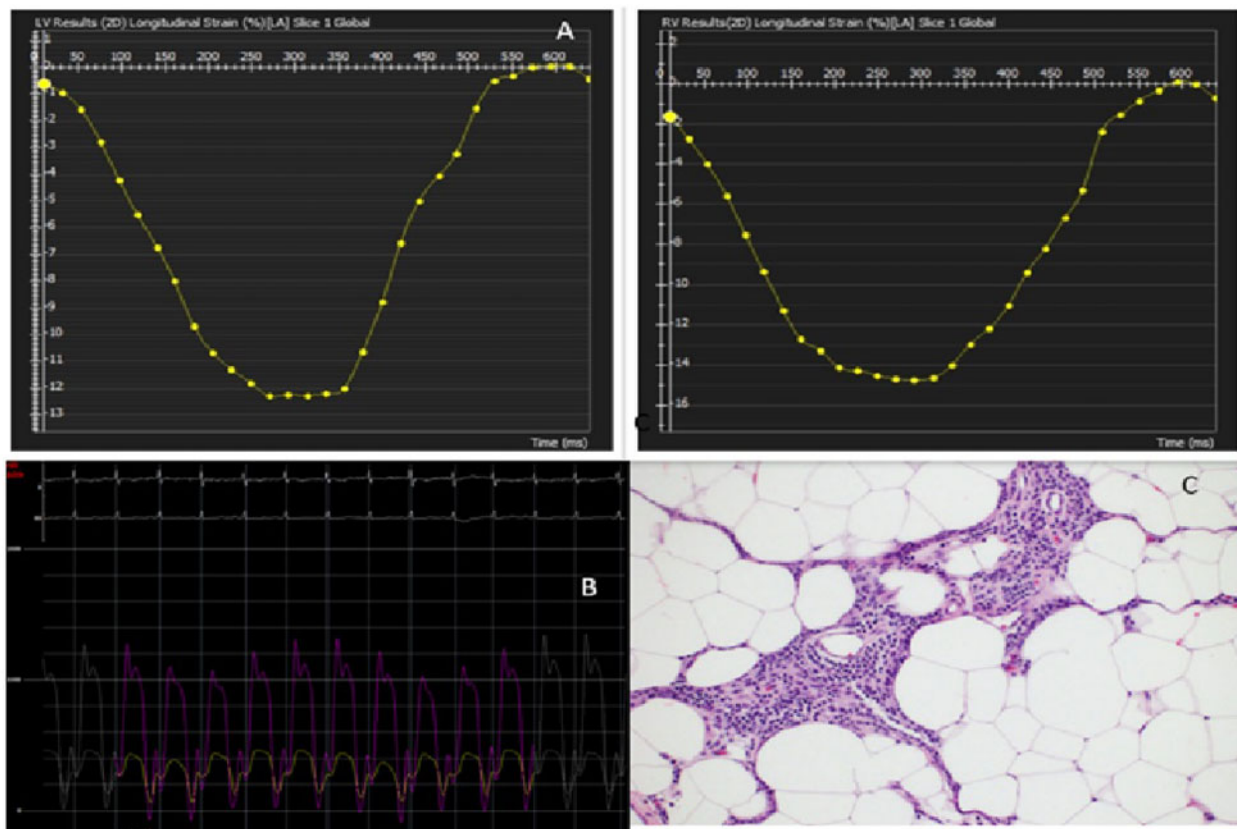 LV Results(2D) Longitudinal Strain (%)[LA] Slice 1 Global
A
1
0 50 100 150 200 250 300 350 400 450 500 550 600
-1
-2
-3
-4
-5
-6
-7
-8
-9
-10
-11
-12
-13
Time (ms)
RV Results(2D) Longitudinal Strain (%)[LA] Slice 1 Global
2
0 50 100 150 200 250 300 350 400 450 500 550 600
-2
-4
-6
-8
-10
-12
-14
-16
C
Time (ms)
B
C